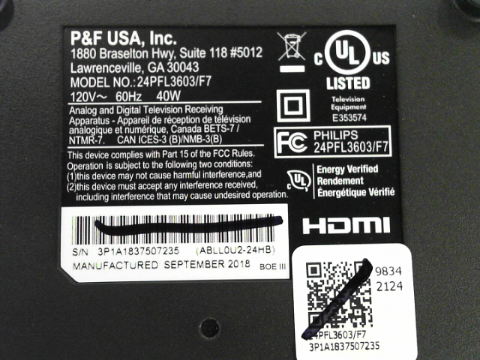 P&F USA, Inc.
1880 Braselton Hwy, Suite 118 #5012
Lawrenceville, GA 30043
MODEL NO.: 24PFL3603/F7
120V~ 60Hz 40W
Analog and Digital Television Receiving
Apparatus - Appareil de réception de télévision
analogique et numérique, Canada BETS-7 /
NTMR-7. CAN ICES-3 (B)/NMB-3(B)
This device complies with Part 15 of the FCC Rules.
Operation is subject to the following two conditions:
(1)this device may not cause harmful interference,and
(2)this device must accept any interference received,
including interference that may cause undesired operation.
S/N 3P1A1837507235 (ABLL0U2-24HB)
MANUFACTURED SEPTEMBER 2018 BOE III
C UL US
LISTED
Television
Equipment
E353574
FC PHILIPS
24PFL3603/F7
UL Energy Verified
Rendement
Énergétique Vérifié
HDMI
9834
2124
24PFL3603/F7
3P1A1837507235